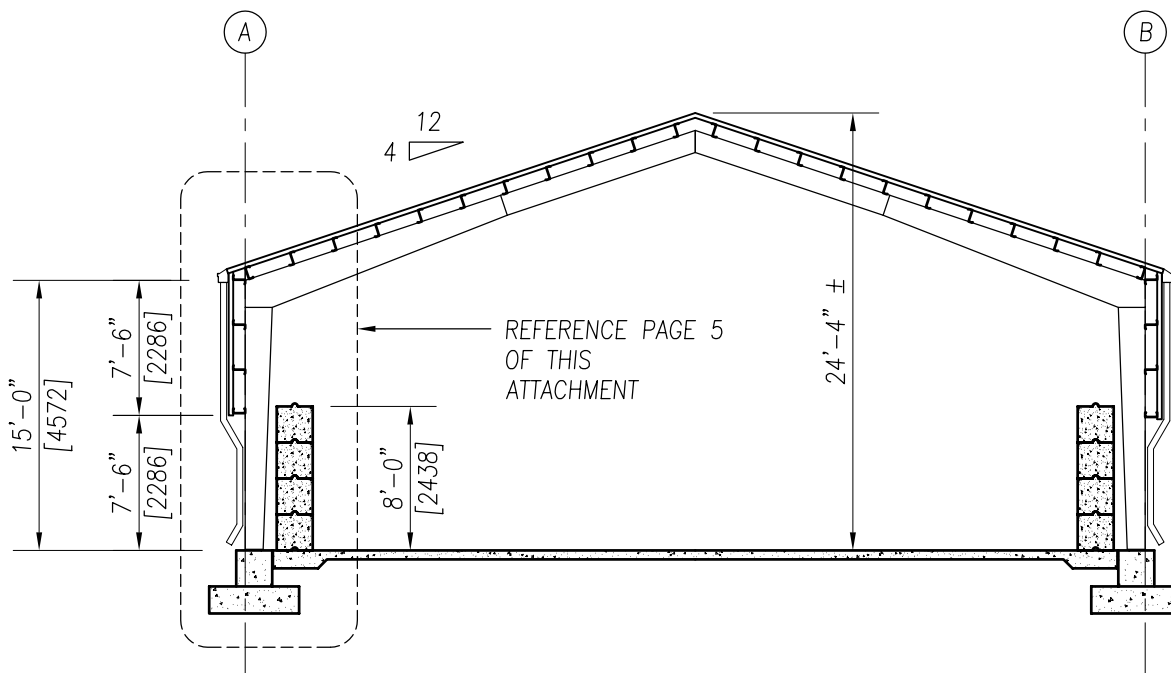 A
B
12
4
7'-6"
[2286]
15'-0"
[4572]
7'-6"
[2286]
REFERENCE PAGE 5
OF THIS
ATTACHMENT
24'-4" ±
8'-0"
[2438]